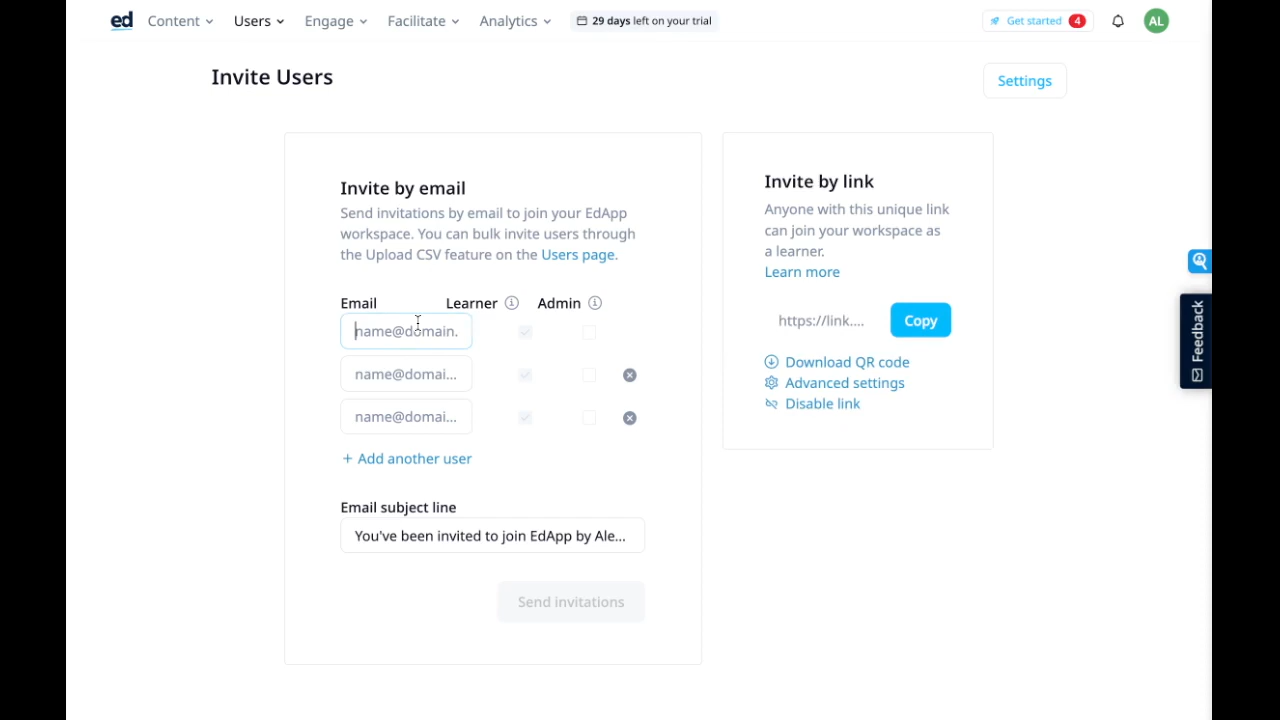 ed Content Users Engage Facilitate Analytics 29 days left on your trial Get started 4 AL
Invite Users
Settings
Invite by email
Send invitations by email to join your EdApp
workspace. You can bulk invite users through
the Upload CSV feature on the Users page.
Email Learner Admin
name@domain.
name@domai...
name@domai...
+ Add another user
Email subject line
You've been invited to join EdApp by Ale...
Send invitations
Invite by link
Anyone with this unique link
can join your workspace as
a learner.
Learn more
https://link.... Copy
Download QR code
Advanced settings
Disable link
Feedback